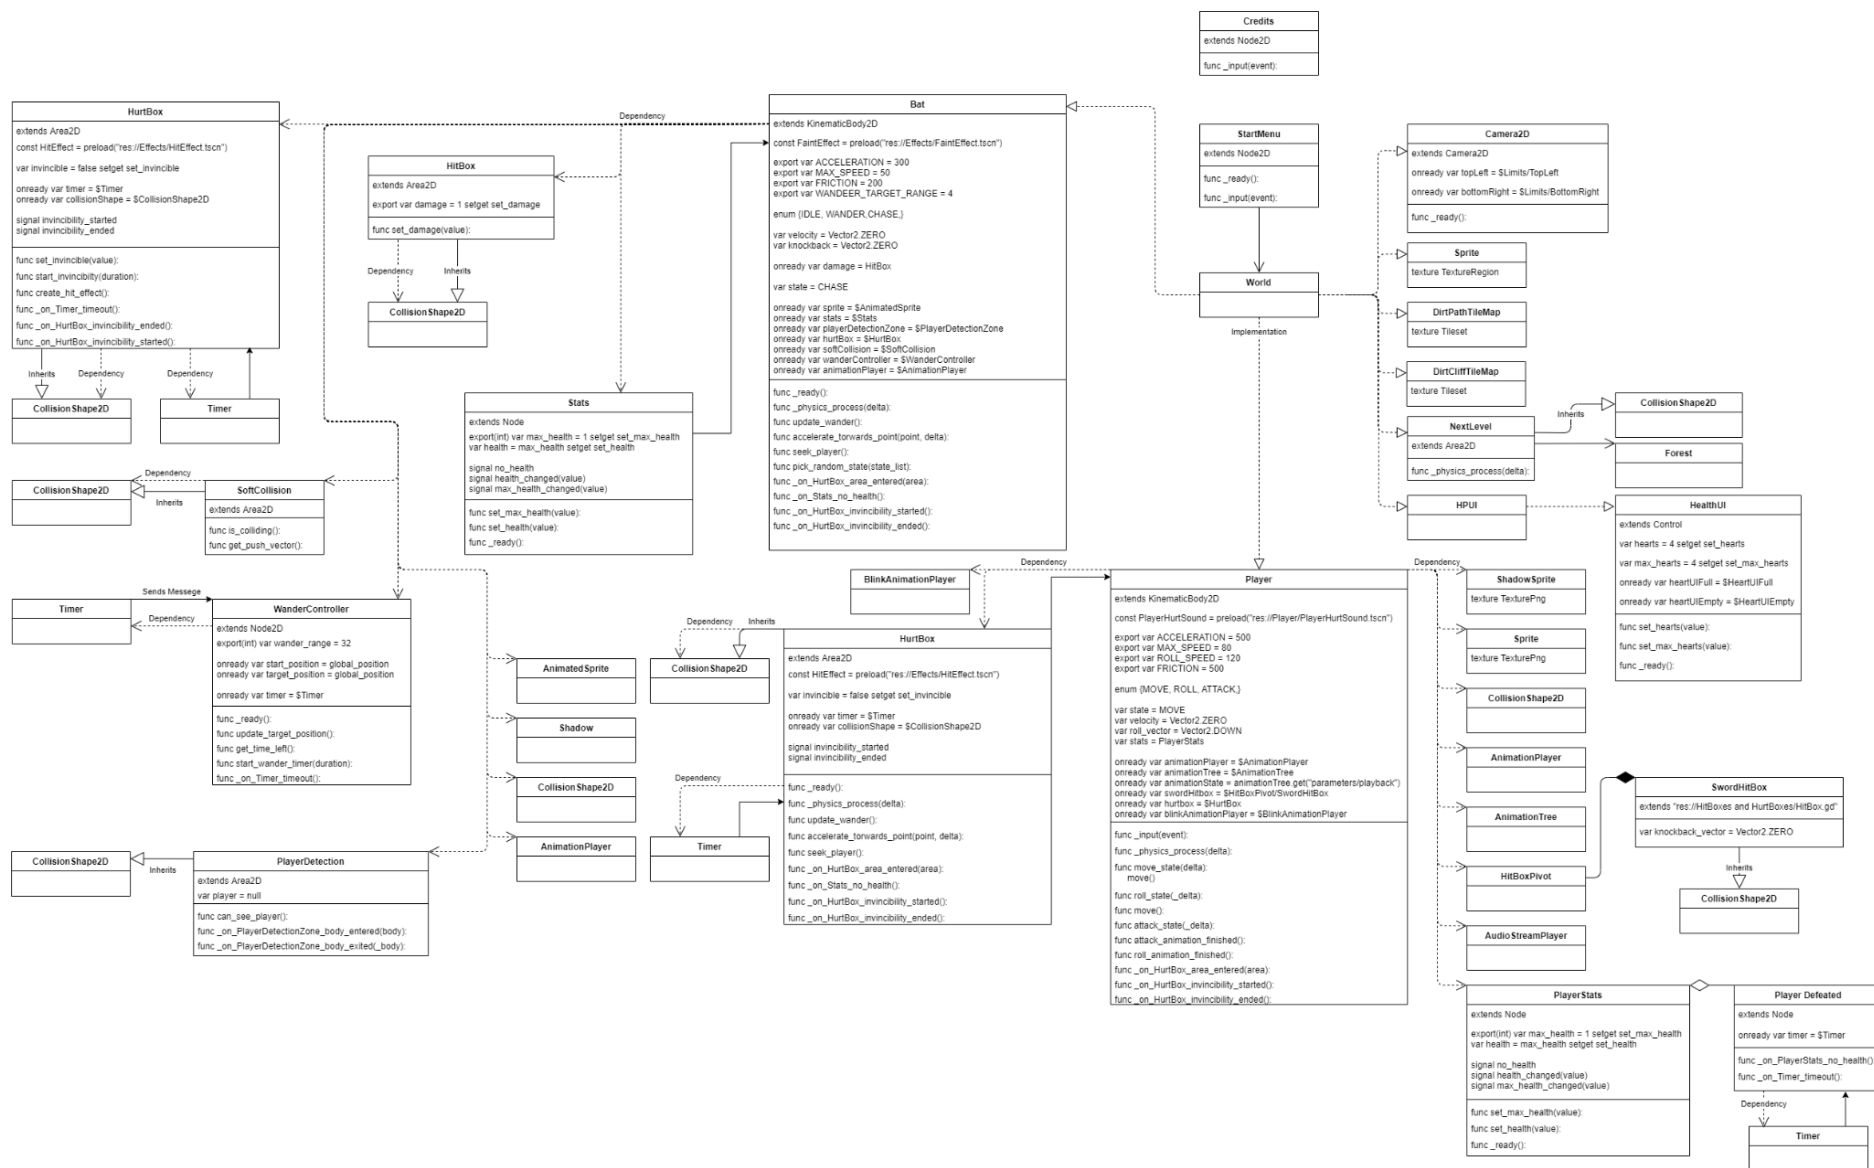 Credits
extends Node2D
func _input(event):
HurtBox
extends Area2D
const HitEffect = preload("res://Effects/HitEffect.tscn")
var invincible = false setget set_invincible
onready var timer = $Timer
onready var collisionShape = $CollisionShape2D
signal invincibility_started
signal invincibility_ended
func set_invincible(value):
func start_invincibilty(duration):
func create_hit_effect():
func _on_Timer_timeout():
func _on_HurtBox_invincibility_ended():
func _on_HurtBox_invincibility_started():
Inherits
Dependency
Dependency
CollisionShape2D
Timer
Dependency
HitBox
extends Area2D
export var damage = 1 setget set_damage
func set_damage(value):
Dependency
Inherits
CollisionShape2D
Bat
extends KinematicBody2D
const FaintEffect = preload("res://Effects/FaintEffect.tscn")
export var ACCELERATION = 300
export var MAX_SPEED = 50
export var FRICTION = 200
export var WANDEER_TARGET_RANGE = 4
enum {IDLE, WANDER,CHASE,}
var velocity = Vector2.ZERO
var knockback = Vector2.ZERO
onready var damage = HitBox
var state = CHASE
onready var sprite = $AnimatedSprite
onready var stats = $Stats
onready var playerDetectionZone = $PlayerDetectionZone
onready var hurtBox = $HurtBox
onready var softCollision = $SoftCollision
onready var wanderController = $WanderController
onready var animationPlayer = $AnimationPlayer
func _ready():
func _physics_process(delta):
func update_wander():
func accelerate_torwards_point(point, delta):
func seek_player():
func pick_random_state(state_list):
func _on_HurtBox_area_entered(area):
func _on_Stats_no_health():
func _on_HurtBox_invincibility_started():
func _on_HurtBox_invincibility_ended():
StartMenu
extends Node2D
func _ready():
func _input(event):
World
Implementation
Camera2D
extends Camera2D
onready var topLeft = $Limits/TopLeft
onready var bottomRight = $Limits/BottomRight
func _ready():
Sprite
texture TextureRegion
DirtPathTileMap
texture Tileset
DirtCliffTileMap
texture Tileset
NextLevel
extends Area2D
func _physics_process(delta):
Inherits
CollisionShape2D
Forest
HPUI
HealthUI
extends Control
var hearts = 4 setget set_hearts
var max_hearts = 4 setget set_max_hearts
onready var heartUIFull = $HeartUIFull
onready var heartUIEmpty = $HeartUIEmpty
func set_hearts(value):
func set_max_hearts(value):
func _ready():
Stats
extends Node
export(int) var max_health = 1 setget set_max_health
var health = max_health setget set_health
signal no_health
signal health_changed(value)
signal max_health_changed(value)
func set_max_health(value):
func set_health(value):
func _ready():
Dependency
CollisionShape2D
Inherits
SoftCollision
extends Area2D
func is_colliding():
func get_push_vector():
Sends Messege
Timer
Dependency
WanderController
extends Node2D
export(int) var wander_range = 32
onready var start_position = global_position
onready var target_position = global_position
onready var timer = $Timer
func _ready():
func update_target_position():
func get_time_left():
func start_wander_timer(duration):
func _on_Timer_timeout():
AnimatedSprite
Shadow
CollisionShape2D
AnimationPlayer
CollisionShape2D
Inherits
PlayerDetection
extends Area2D
var player = null
func can_see_player():
func _on_PlayerDetectionZone_body_entered(body):
func _on_PlayerDetectionZone_body_exited(_body):
BlinkAnimationPlayer
Dependency
Dependency
Inherits
CollisionShape2D
HurtBox
extends Area2D
const HitEffect = preload("res://Effects/HitEffect.tscn")
var invincible = false setget set_invincible
onready var timer = $Timer
onready var collisionShape = $CollisionShape2D
signal invincibility_started
signal invincibility_ended
func _ready():
func _physics_process(delta):
func update_wander():
func accelerate_torwards_point(point, delta):
func seek_player():
func _on_HurtBox_area_entered(area):
func _on_Stats_no_health():
func _on_HurtBox_invincibility_started():
func _on_HurtBox_invincibility_ended():
Dependency
Timer
Player
extends KinematicBody2D
const PlayerHurtSound = preload("res://Player/PlayerHurtSound.tscn")
export var ACCELERATION = 500
export var MAX_SPEED = 80
export var ROLL_SPEED = 120
export var FRICTION = 500
enum {MOVE, ROLL, ATTACK,}
var state = MOVE
var velocity = Vector2.ZERO
var roll_vector = Vector2.DOWN
var stats = PlayerStats
onready var animationPlayer = $AnimationPlayer
onready var animationTree = $AnimationTree
onready var animationState = animationTree.get("parameters/playback")
onready var swordHitbox = $HitBoxPivot/SwordHitBox
onready var hurtbox = $HurtBox
onready var blinkAnimationPlayer = $BlinkAnimationPlayer
func _input(event):
func _physics_process(delta):
func move_state(delta):
move()
func roll_state(_delta):
func move():
func attack_state(_delta):
func attack_animation_finished():
func roll_animation_finished():
func _on_HurtBox_area_entered(area):
func _on_HurtBox_invincibility_started():
func _on_HurtBox_invincibility_ended():
Dependency
ShadowSprite
texture TexturePng
Sprite
texture TexturePng
CollisionShape2D
AnimationPlayer
AnimationTree
HitBoxPivot
AudioStreamPlayer
SwordHitBox
extends "res://HitBoxes and HurtBoxes/HitBox.gd"
var knockback_vector = Vector2.ZERO
Inherits
CollisionShape2D
PlayerStats
extends Node
export(int) var max_health = 1 setget set_max_health
var health = max_health setget set_health
signal no_health
signal health_changed(value)
signal max_health_changed(value)
func set_max_health(value):
func set_health(value):
func _ready():
Player Defeated
extends Node
onready var timer = $Timer
func _on_PlayerStats_no_health():
func _on_Timer_timeout():
Dependency
Timer